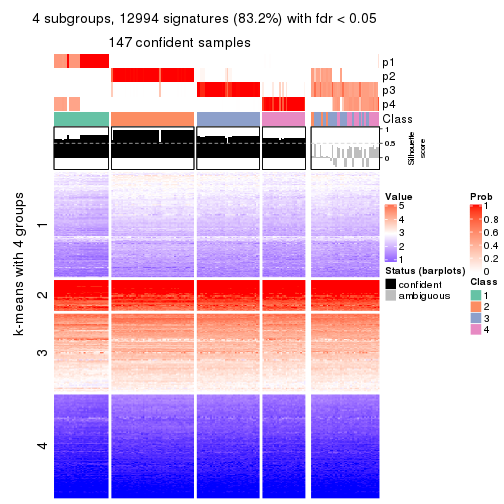 4 subgroups, 12994 signatures (83.2%) with fdr < 0.05
147 confident samples
p1
p2
p3
p4
Class
1
0.5
0
Silhouette
score
k-means with 4 groups
1
2
3
4
Value
5
4
3
2
1
Status (barplots)
confident
ambiguous
Prob
1
0.8
0.6
0.4
0.2
0
Class
1
2
3
4